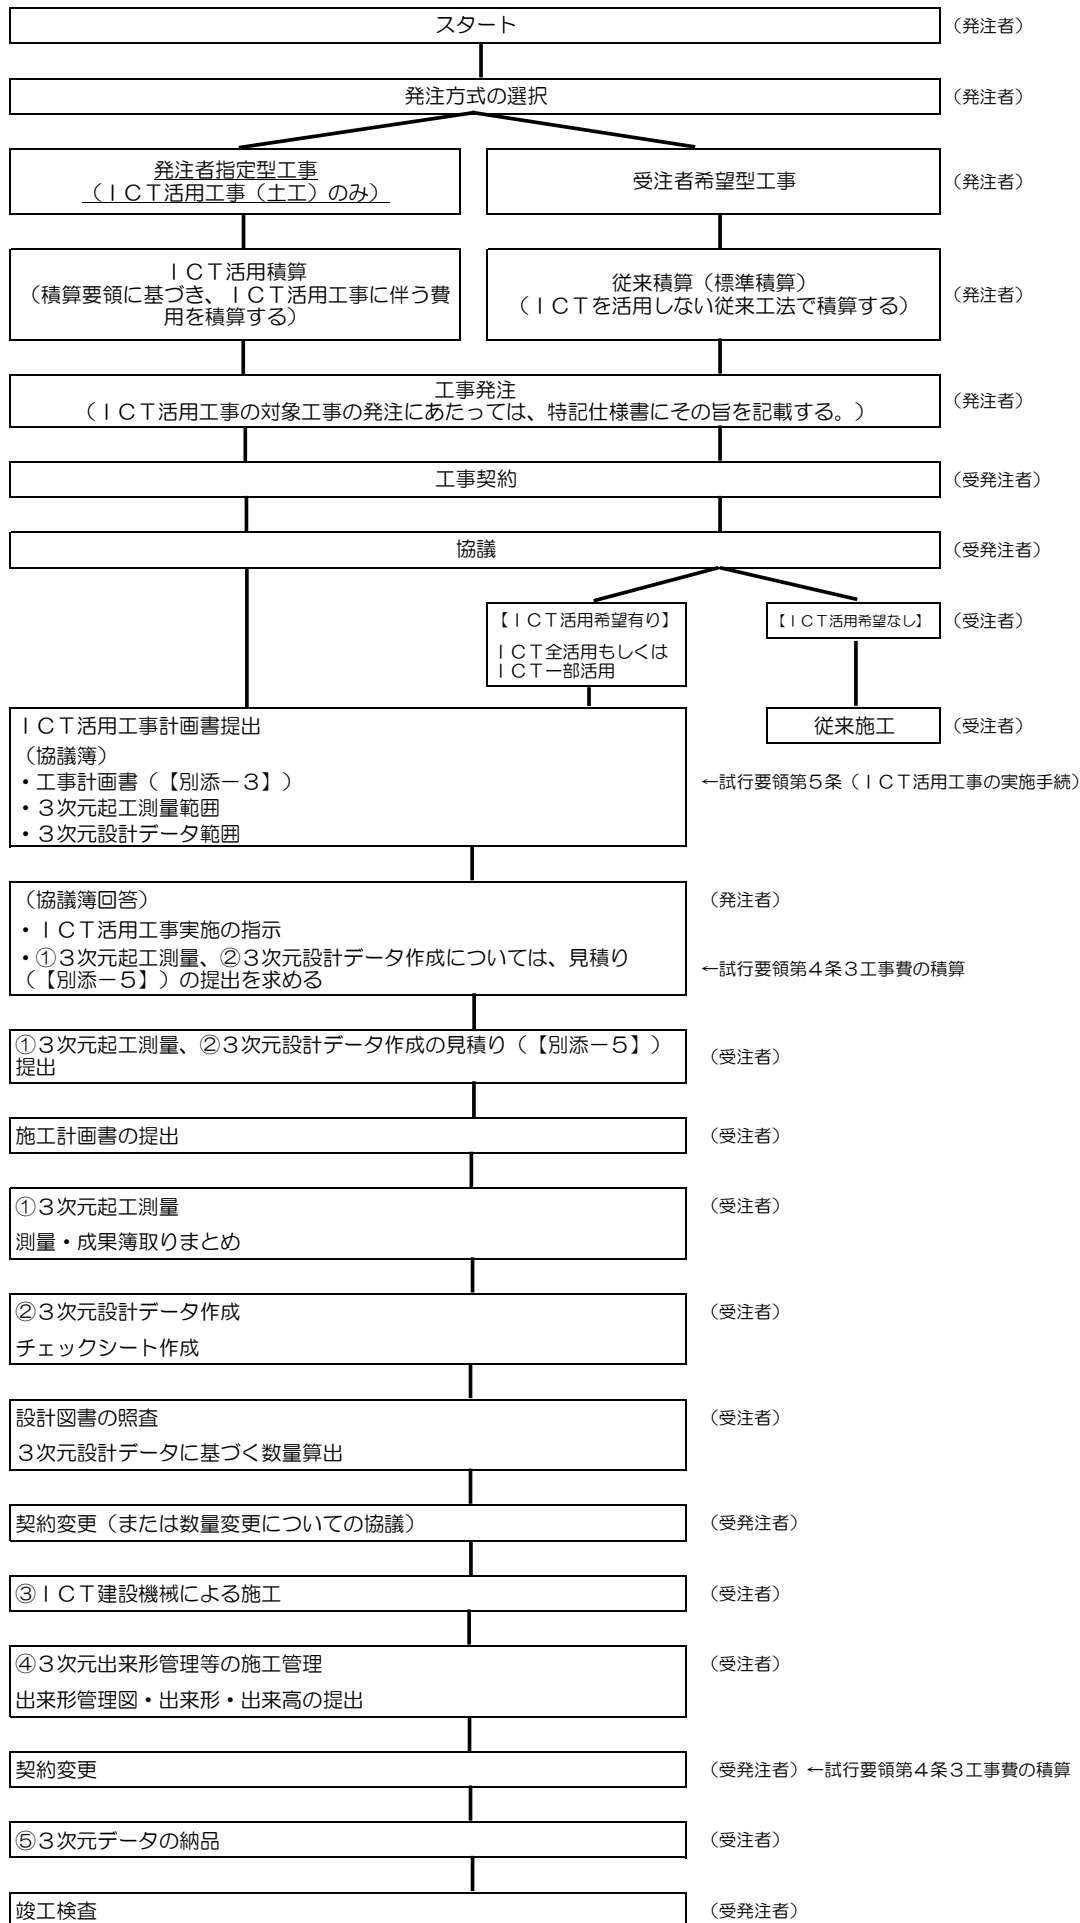 スタート
（発注者）
発注方式の選択
（発注者）
発注者指定型工事
（ＩＣＴ活用工事（土工）のみ）
受注者希望型工事
（発注者）
ＩＣＴ活用積算
（積算要領に基づき、ＩＣＴ活用工事に伴う費
用を積算する）
従来積算（標準積算）
（ＩＣＴを活用しない従来工法で積算する）
（発注者）
工事発注
（ＩＣＴ活用工事の対象工事の発注にあたっては、特記仕様書にその旨を記載する。）
（発注者）
工事契約
（受発注者）
協議
（受発注者）
【ＩＣＴ活用希望有り】
ＩＣＴ全活用もしくは
ＩＣＴ一部活用
【ＩＣＴ活用希望なし】
（受注者）
従来施工
（受注者）
ＩＣＴ活用工事計画書提出
（協議簿）
・工事計画書（【別添－３】）
・３次元起工測量範囲
・３次元設計データ範囲
←試行要領第５条（ＩＣＴ活用工事の実施手続）
（協議簿回答）
・ＩＣＴ活用工事実施の指示
・①３次元起工測量、②３次元設計データ作成については、見積り
（【別添－５】）の提出を求める
（発注者）
←試行要領第４条３工事費の積算
①３次元起工測量、②３次元設計データ作成の見積り（【別添－５】）
提出
（受注者）
施工計画書の提出
（受注者）
①３次元起工測量
測量・成果簿取りまとめ
（受注者）
②３次元設計データ作成
チェックシート作成
（受注者）
設計図書の照査
３次元設計データに基づく数量算出
（受注者）
契約変更（または数量変更についての協議）
（受発注者）
③ＩＣＴ建設機械による施工
（受注者）
④３次元出来形管理等の施工管理
出来形管理図・出来形・出来高の提出
（受注者）
契約変更
（受発注者）←試行要領第４条３工事費の積算
⑤３次元データの納品
（受注者）
竣工検査
（受発注者）